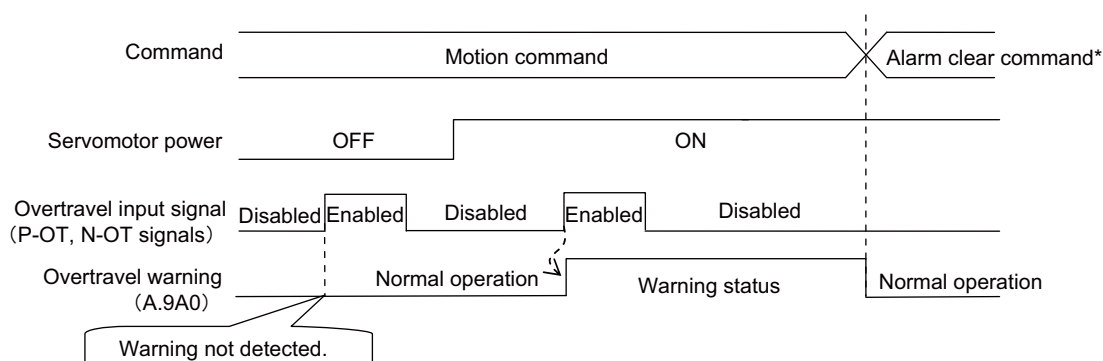 Command
Motion command
Alarm clear command*
Servomotor power
OFF
ON
Overtravel input signal
(P-OT, N-OT signals)
Disabled
Enabled
Disabled
Enabled
Disabled
Overtravel warning
(A.9A0)
Normal operation
Warning status
Normal operation
Warning not detected.